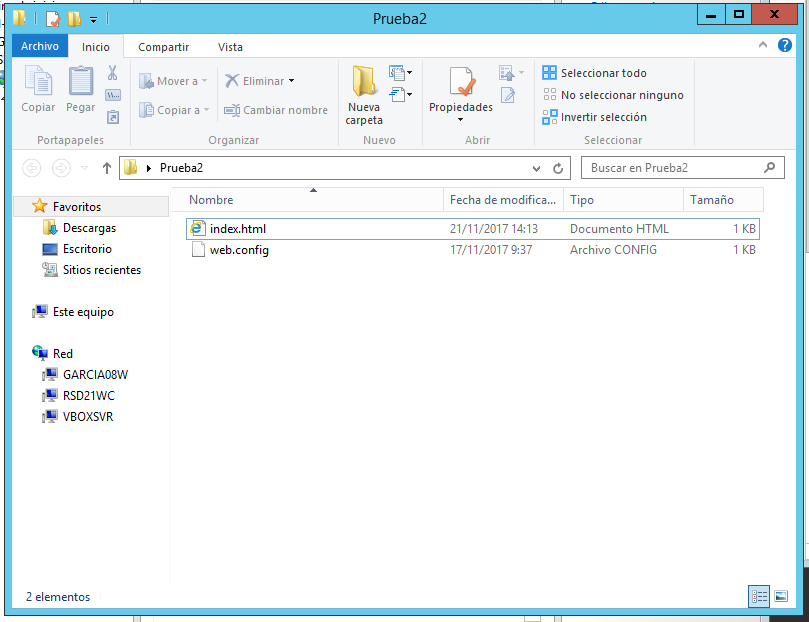 Prueba2
Archivo Inicio Compartir Vista
Copiar Pegar
Portapapeles
Mover a Eliminar
Copiar a Cambiar nombre
Organizar
Nueva carpeta
Nuevo
Propiedades
Abrir
Seleccionar todo
No seleccionar ninguno
Invertir selección
Seleccionar
Prueba2 Buscar en Prueba2
Nombre Fecha de modifica... Tipo Tamaño
index.html 21/11/2017 14:13 Documento HTML 1 KB
web.config 17/11/2017 9:37 Archivo CONFIG 1 KB
Favoritos
Descargas
Escritorio
Sitios recientes
Este equipo
Red
GARCIA08W
RSD21WC
VBOXSVR
2 elementos